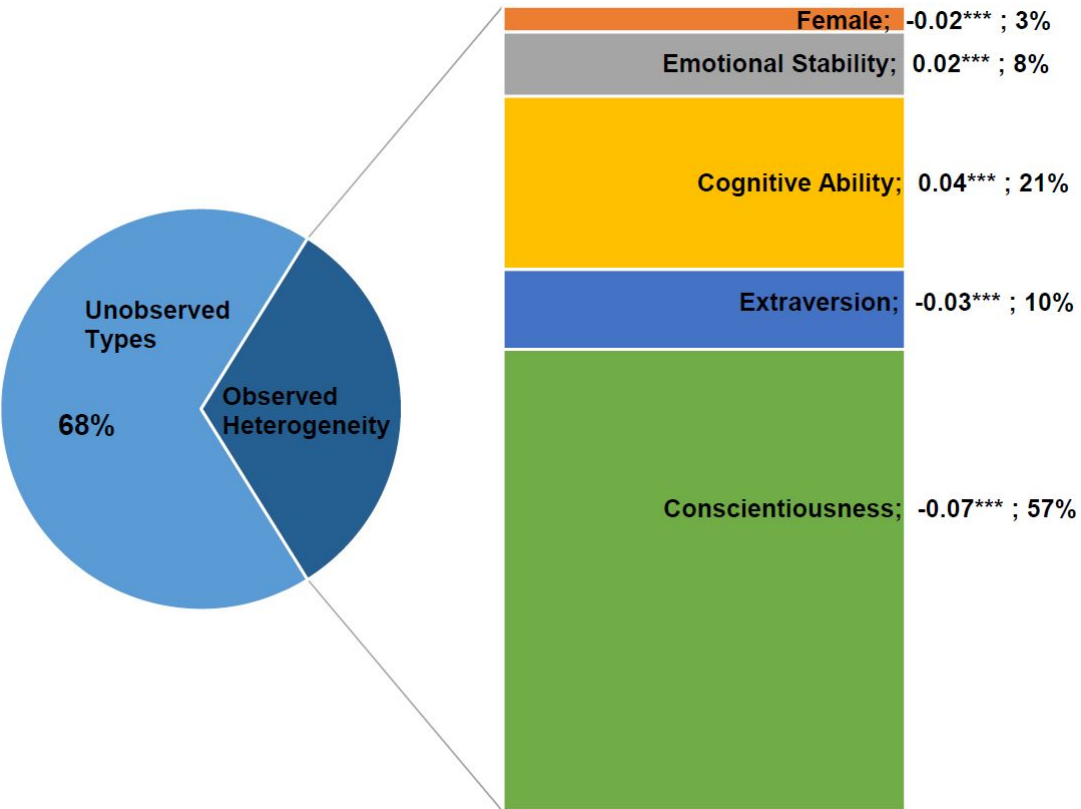 Female; -0.02*** ; 3%
Emotional Stability; 0.02*** ; 8%
Cognitive Ability; 0.04*** ; 21%
Extraversion; -0.03*** ; 10%
Unobserved
Types
68%
Observed
Heterogeneity
Conscientiousness; -0.07*** ; 57%